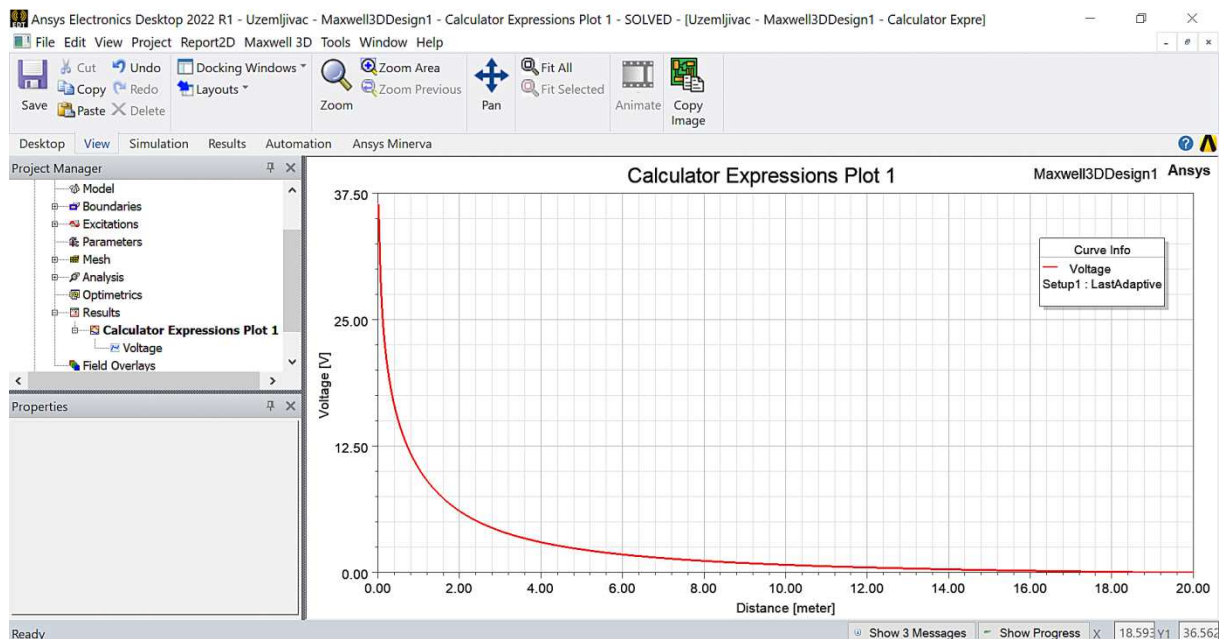 Ansys Electronics Desktop 2022 R1 - Uzemljivac - Maxwell3DDesign1 - Calculator Expressions Plot 1 - SOLVED - [Uzemljivac - Maxwell3DDesign1 - Calculator Expre]
File Edit View Project Report2D Maxwell 3D Tools Window Help
Save
Cut
Copy
Paste
Undo
Redo
Delete
Docking Windows
Layouts
Zoom
Zoom Area
Zoom Previous
Pan
Fit All
Fit Selected
Animate
Copy
Image
Desktop View Simulation Results Automation Ansys Minerva
Project Manager
Model
Boundaries
Excitations
Parameters
Mesh
Analysis
Optimetrics
Results
Calculator Expressions Plot 1
Voltage
Field Overlays
Properties
Calculator Expressions Plot 1
Maxwell3DDesign1 Ansys
37.50
25.00
12.50
0.00
Voltage [V]
Curve Info
Voltage
Setup1 : LastAdaptive
0.00 2.00 4.00 6.00 8.00 10.00 12.00 14.00 16.00 18.00 20.00
Distance [meter]
Ready
Show 3 Messages Show Progress X 18.593 Y1 36.562